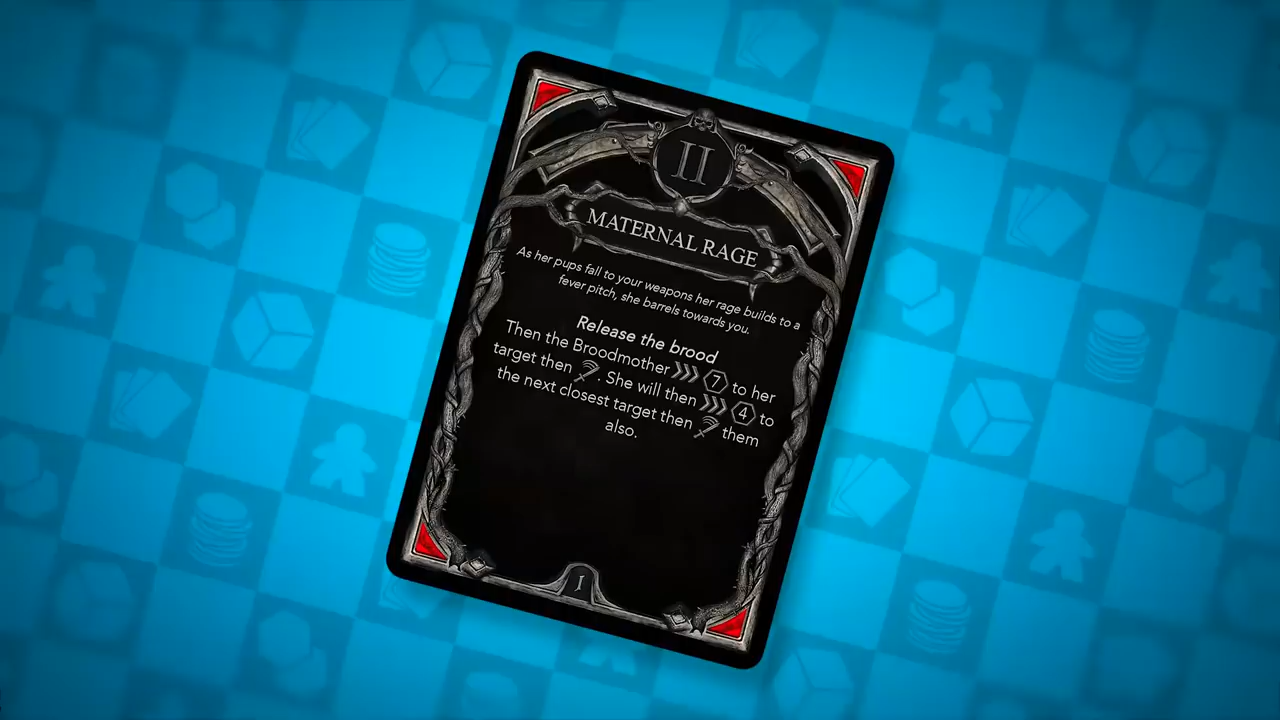 II
MATERNAL RAGE
As her pups fall to your weapons her rage builds to a
fever pitch, she barrels towards you.
Release the brood
Then the Broodmother 7 to her
target then . She will then 4 to
the next closest target then them
also.
I